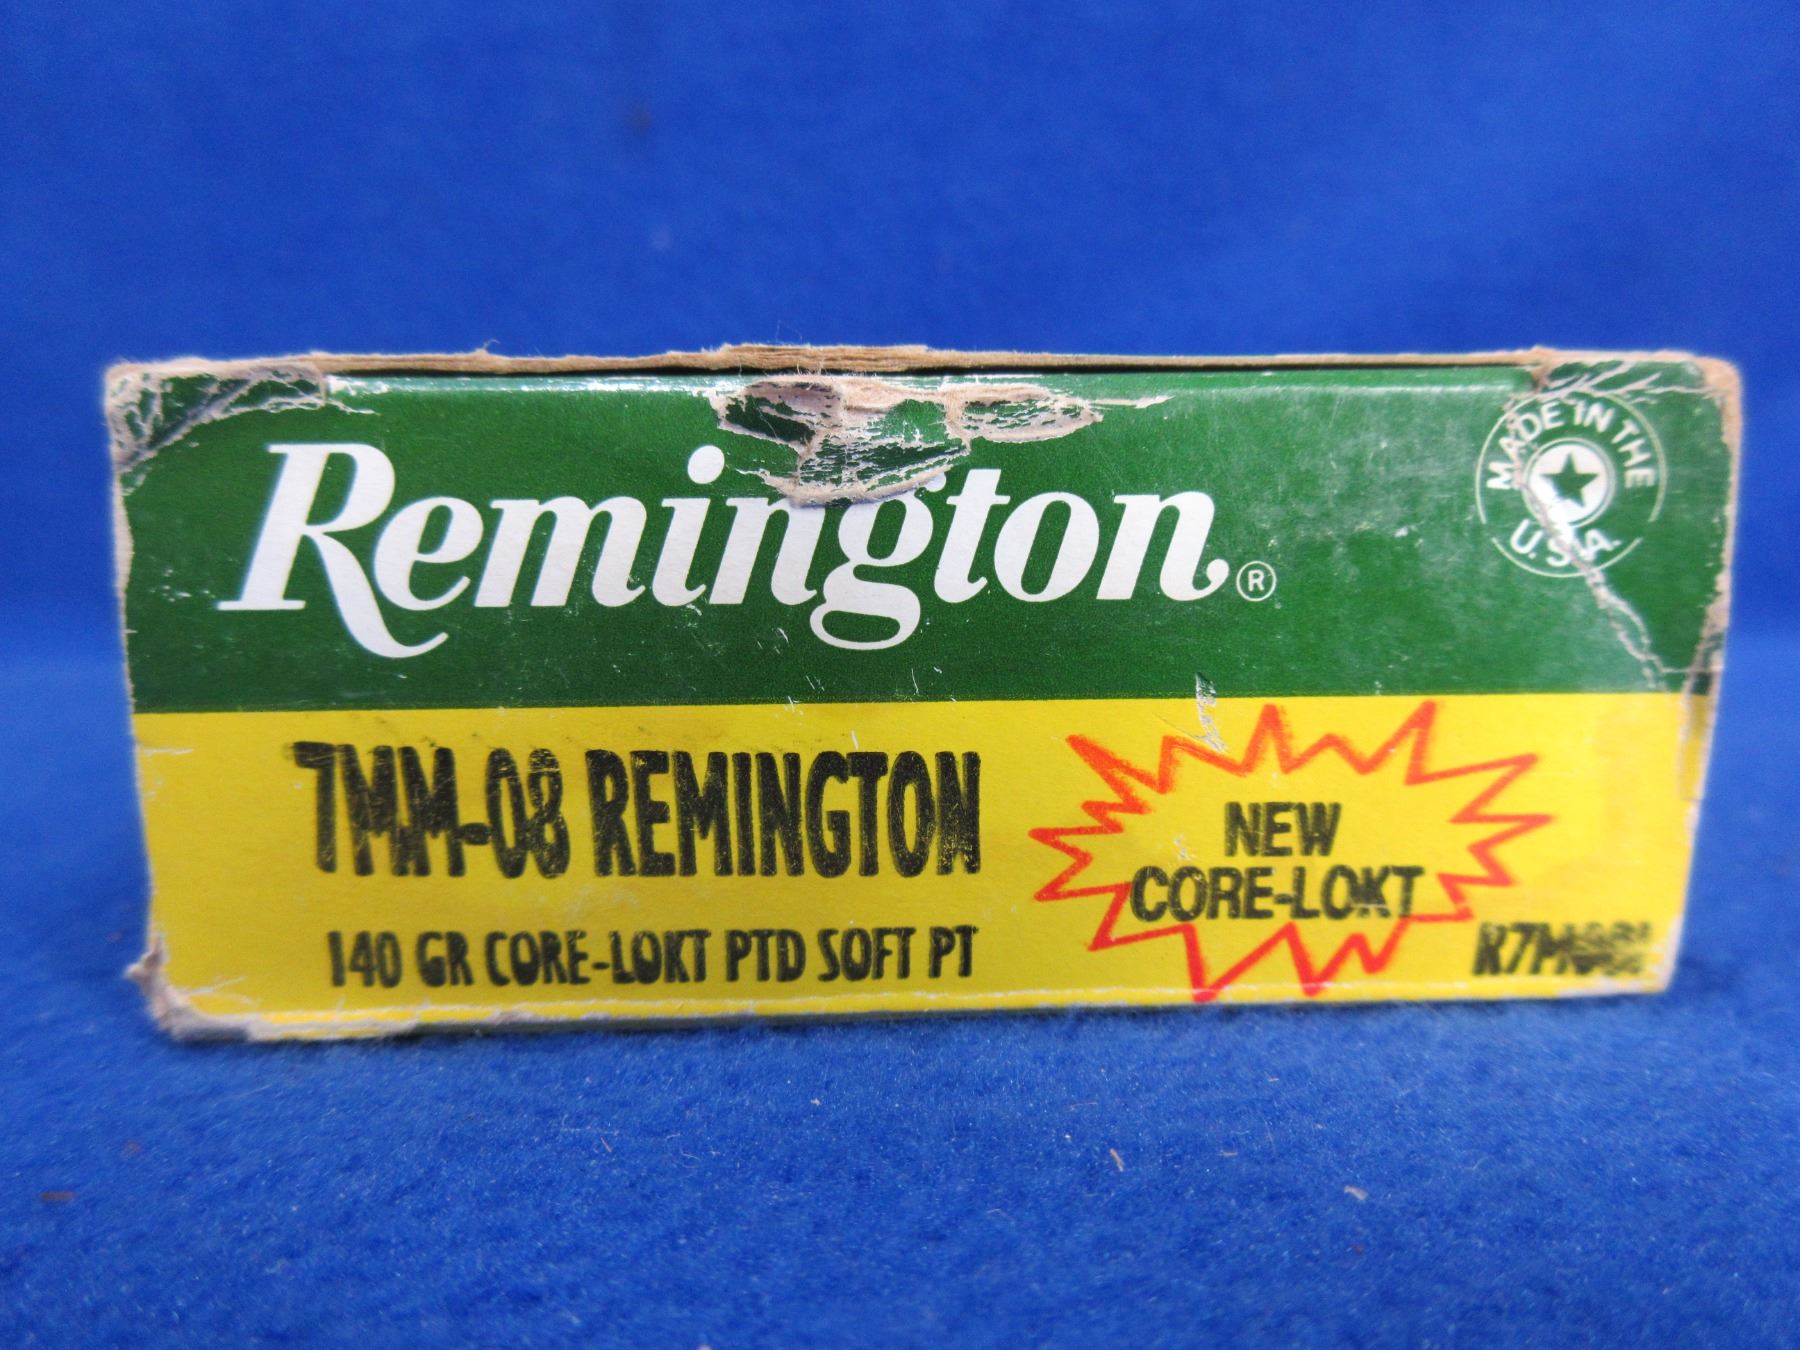 Remington®
MADE IN THE
U.S.A.
7MM-08 REMINGTON
140 GR CORE-LOKT PTD SOFT PT
NEW
CORE-LOKT